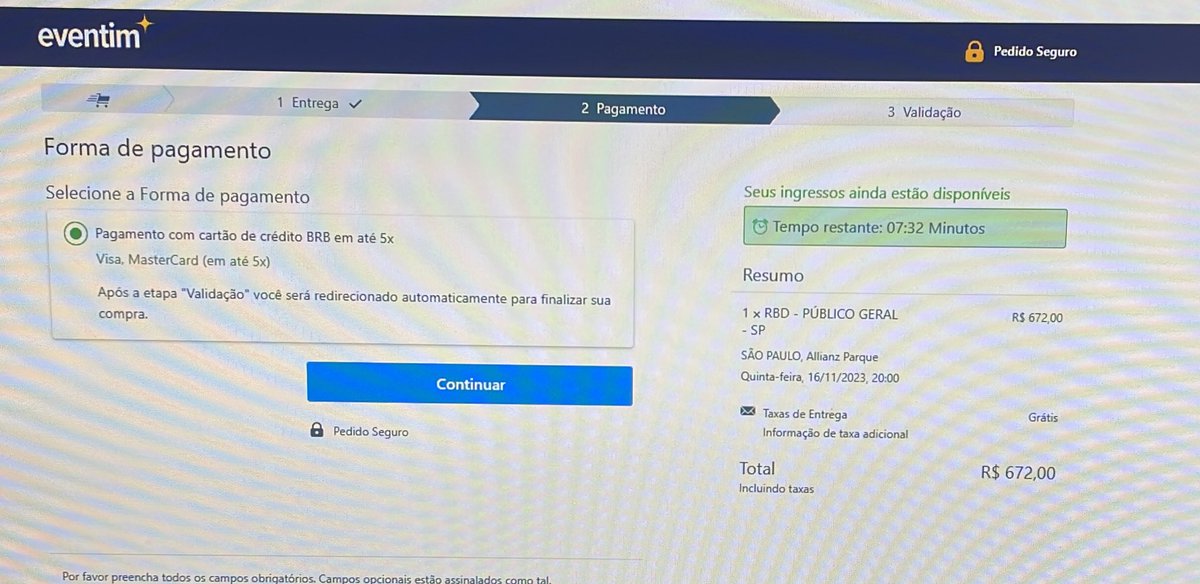 eventim
Pedido Seguro
1 Entrega
2 Pagamento
3 Validação
Forma de pagamento
Selecione a Forma de pagamento
Pagamento com cartão de crédito BRB em até 5x
Visa, MasterCard (em até 5x)
Após a etapa "Validação" você será redirecionado automaticamente para finalizar sua
compra.
Continuar
Pedido Seguro
Seus ingressos ainda estão disponíveis
Tempo restante: 07:32 Minutos
Resumo
1 x RBD - PÚBLICO GERAL R$ 672,00
- SP
SÃO PAULO, Allianz Parque
Quinta-feira, 16/11/2023, 20:00
Taxas de Entrega Grátis
Informação de taxa adicional
Total R$ 672,00
Incluindo taxas
Por favor preencha todos os campos obrigatórios. Campos opcionais estão assinalados como tal.